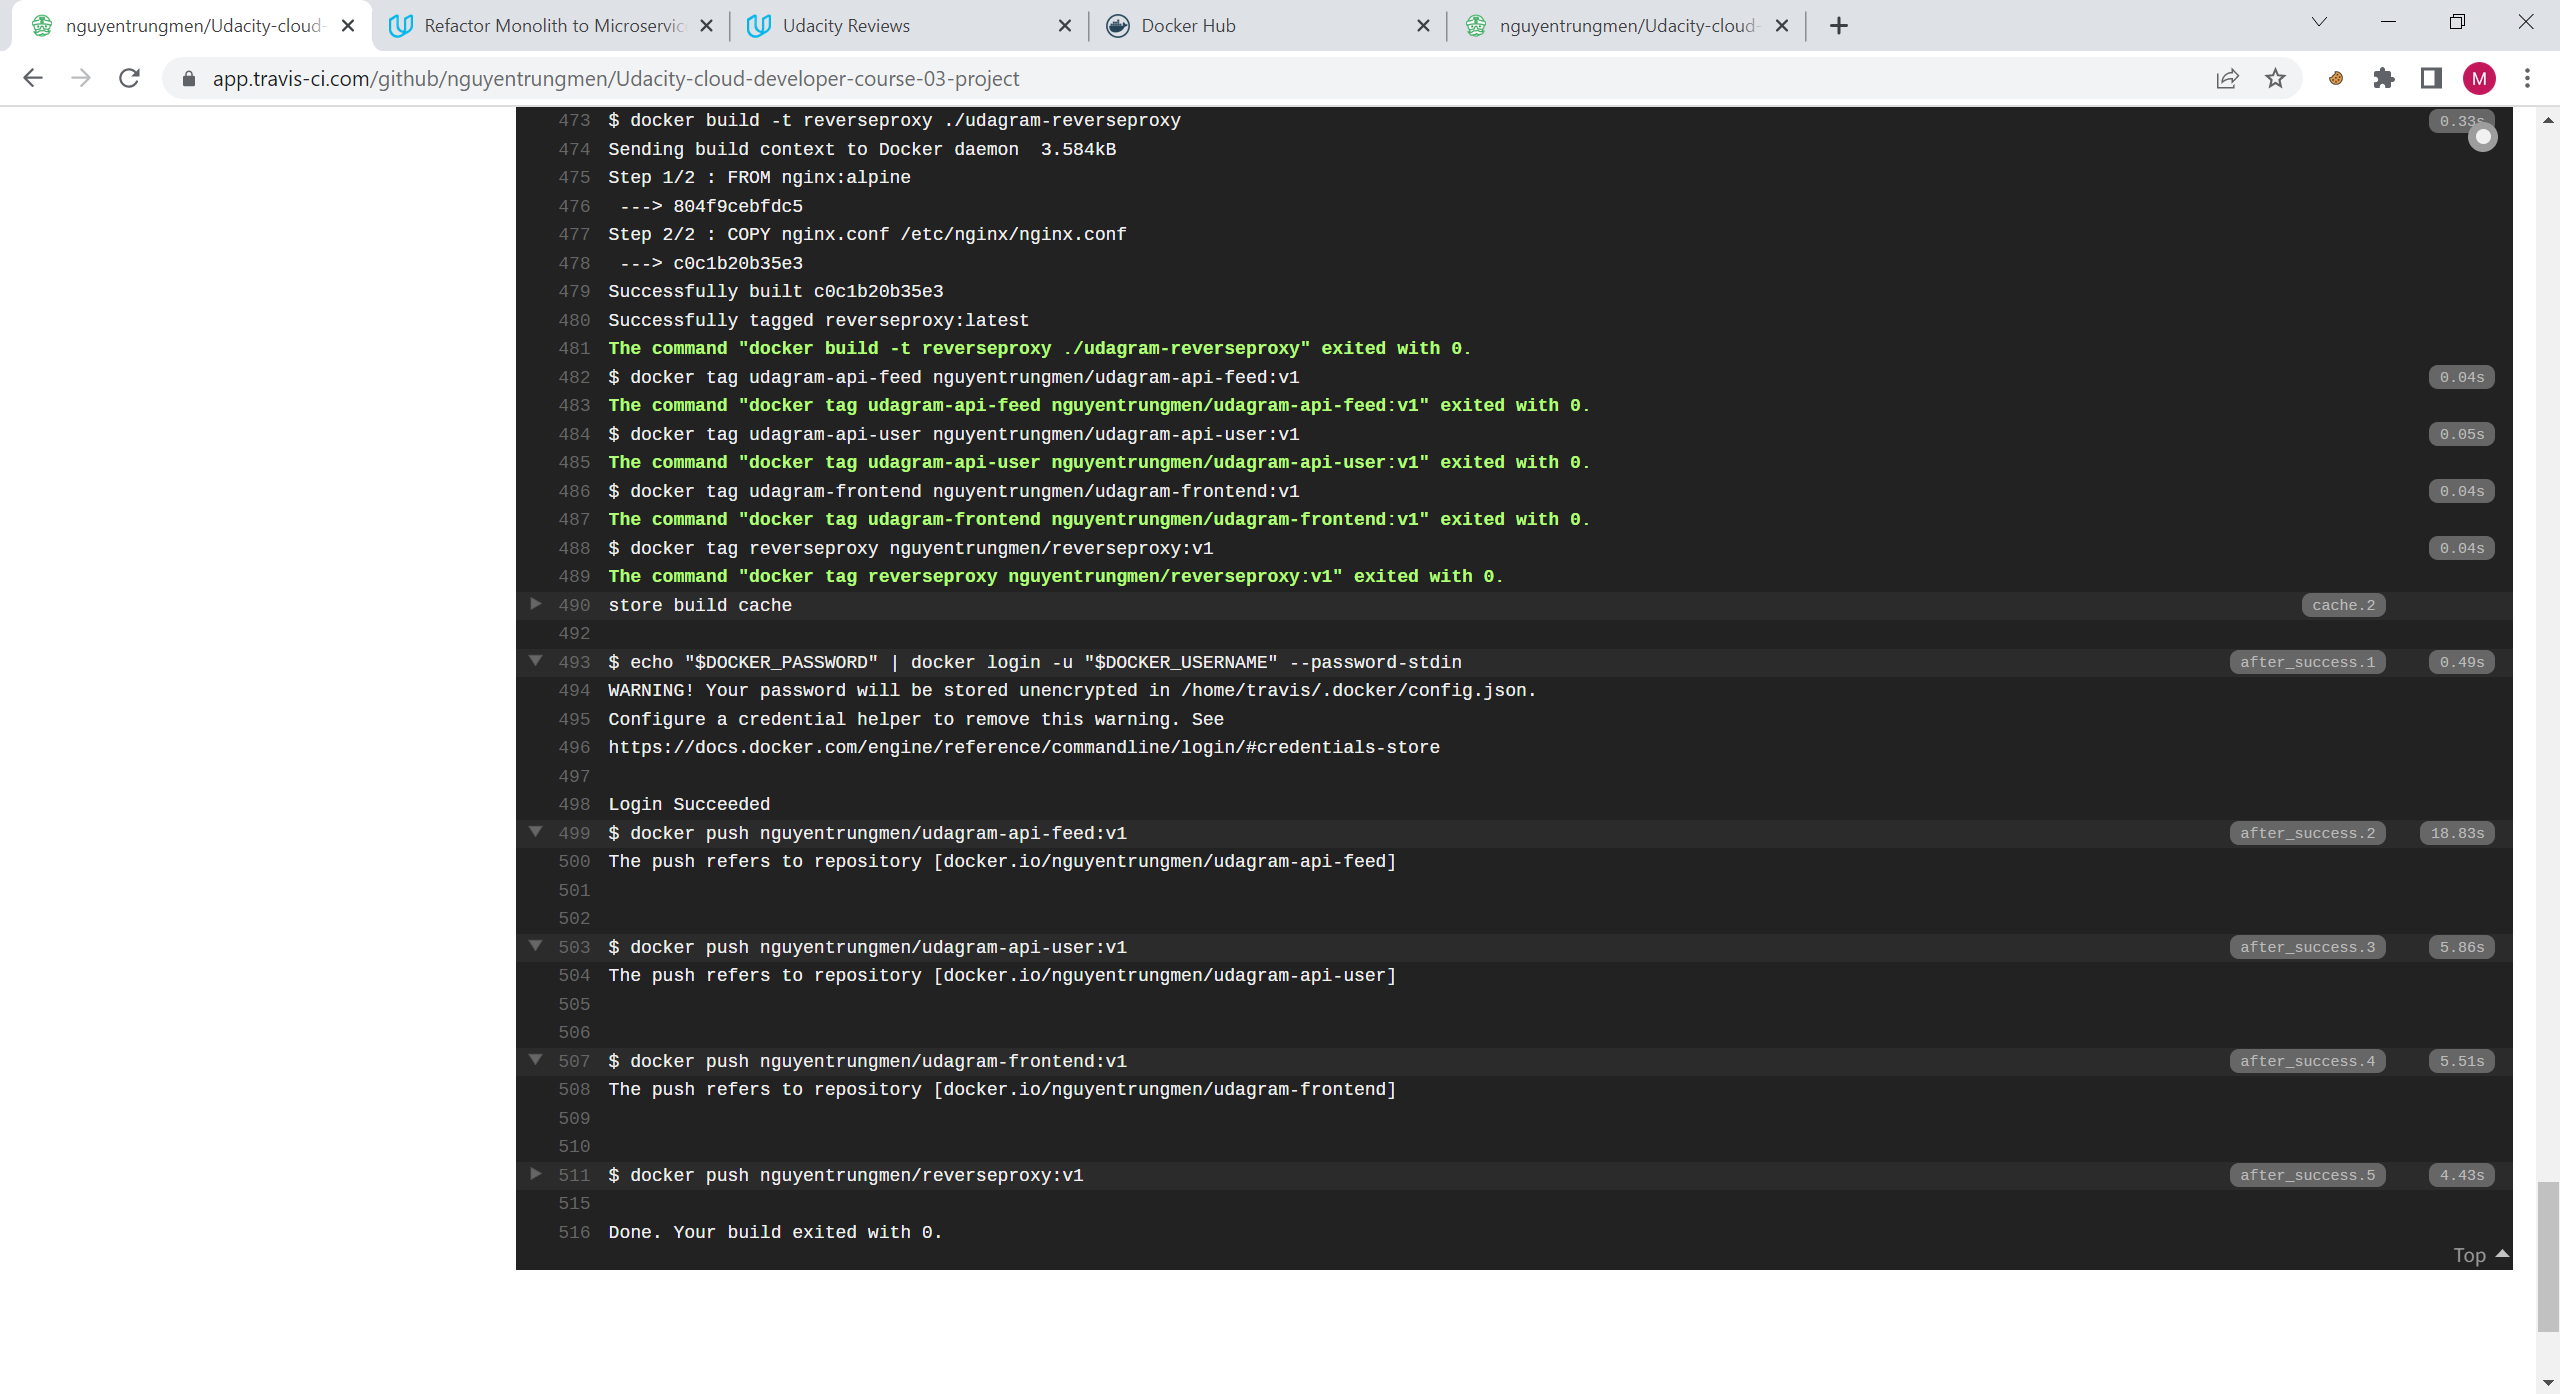 nguyentrungmen/Udacity-cloud-
Refactor Monolith to Microservic
Udacity Reviews
Docker Hub
nguyentrungmen/Udacity-cloud-
app.travis-ci.com/github/nguyentrungmen/Udacity-cloud-developer-course-03-project
M
473 $ docker build -t reverseproxy ./udagram-reverseproxy 0.33s
474 Sending build context to Docker daemon  3.584kB
475 Step 1/2 : FROM nginx:alpine
476  ---> 804f9cebfdc5
477 Step 2/2 : COPY nginx.conf /etc/nginx/nginx.conf
478  ---> c0c1b20b35e3
479 Successfully built c0c1b20b35e3
480 Successfully tagged reverseproxy:latest
481 The command "docker build -t reverseproxy ./udagram-reverseproxy" exited with 0.
482 $ docker tag udagram-api-feed nguyentrungmen/udagram-api-feed:v1 0.04s
483 The command "docker tag udagram-api-feed nguyentrungmen/udagram-api-feed:v1" exited with 0.
484 $ docker tag udagram-api-user nguyentrungmen/udagram-api-user:v1 0.05s
485 The command "docker tag udagram-api-user nguyentrungmen/udagram-api-user:v1" exited with 0.
486 $ docker tag udagram-frontend nguyentrungmen/udagram-frontend:v1 0.04s
487 The command "docker tag udagram-frontend nguyentrungmen/udagram-frontend:v1" exited with 0.
488 $ docker tag reverseproxy nguyentrungmen/reverseproxy:v1 0.04s
489 The command "docker tag reverseproxy nguyentrungmen/reverseproxy:v1" exited with 0.
490 store build cache cache.2
492
493 $ echo "$DOCKER_PASSWORD" | docker login -u "$DOCKER_USERNAME" --password-stdin after_success.1 0.49s
494 WARNING! Your password will be stored unencrypted in /home/travis/.docker/config.json.
495 Configure a credential helper to remove this warning. See
496 https://docs.docker.com/engine/reference/commandline/login/#credentials-store
497
498 Login Succeeded
499 $ docker push nguyentrungmen/udagram-api-feed:v1 after_success.2 18.83s
500 The push refers to repository [docker.io/nguyentrungmen/udagram-api-feed]
501
502
503 $ docker push nguyentrungmen/udagram-api-user:v1 after_success.3 5.86s
504 The push refers to repository [docker.io/nguyentrungmen/udagram-api-user]
505
506
507 $ docker push nguyentrungmen/udagram-frontend:v1 after_success.4 5.51s
508 The push refers to repository [docker.io/nguyentrungmen/udagram-frontend]
509
510
511 $ docker push nguyentrungmen/reverseproxy:v1 after_success.5 4.43s
515
516 Done. Your build exited with 0.
Top